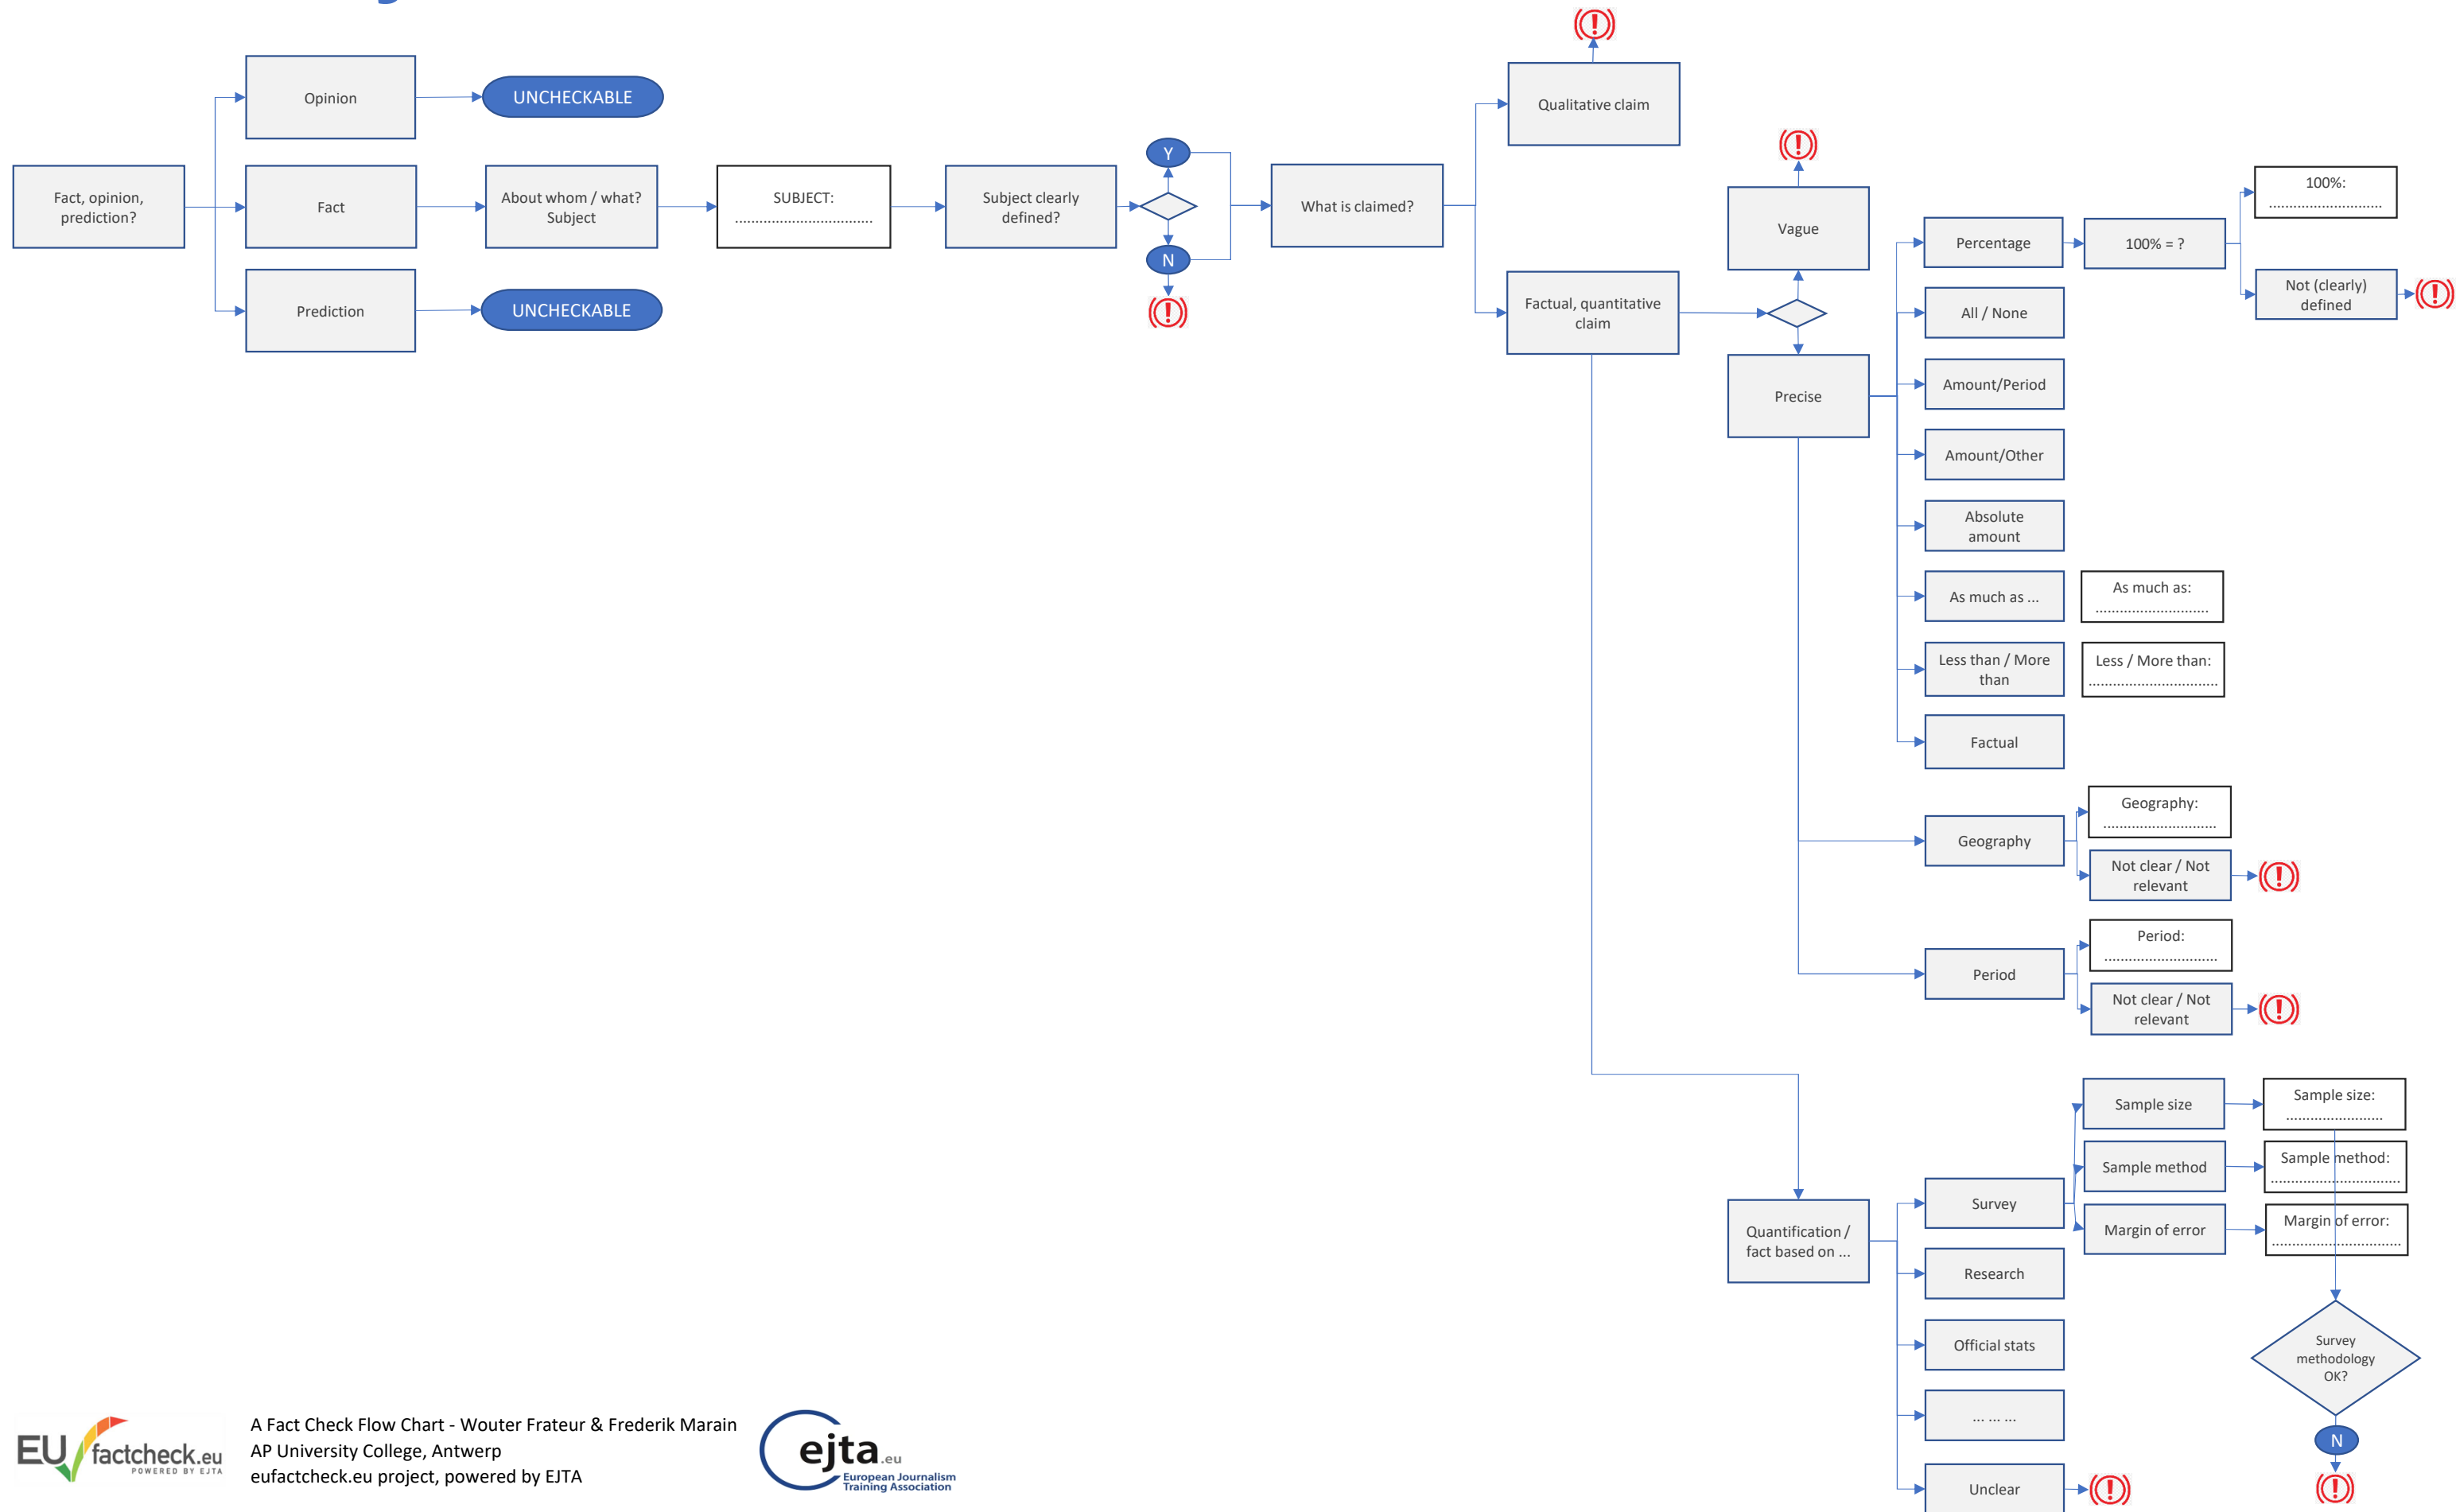 Opinion
UNCHECKABLE
Fact, opinion,
prediction?
Fact
About whom / what?
Subject
SUBJECT:
..................................
Subject clearly
defined?
Y
N
What is claimed?
Prediction
UNCHECKABLE
Qualitative claim
Factual, quantitative
claim
Vague
Precise
Percentage
100% = ?
100%:
............................
Not (clearly)
defined
All / None
Amount/Period
Amount/Other
Absolute
amount
As much as ...
As much as:
............................
Less than / More
than
Less / More than:
................................
Factual
Geography
Geography:
............................
Not clear / Not
relevant
Period
Period:
............................
Not clear / Not
relevant
Quantification /
fact based on ...
Survey
Sample size
Sample size:
........................
Sample method
Sample method:
................................
Margin of error
Margin of error:
................................
Research
Official stats
... ... ...
Unclear
Survey
methodology
OK?
N
EU factcheck.eu
POWERED BY EJTA
A Fact Check Flow Chart - Wouter Frateur & Frederik Marain
AP University College, Antwerp
eufactcheck.eu project, powered by EJTA
ejta.eu
European Journalism
Training Association